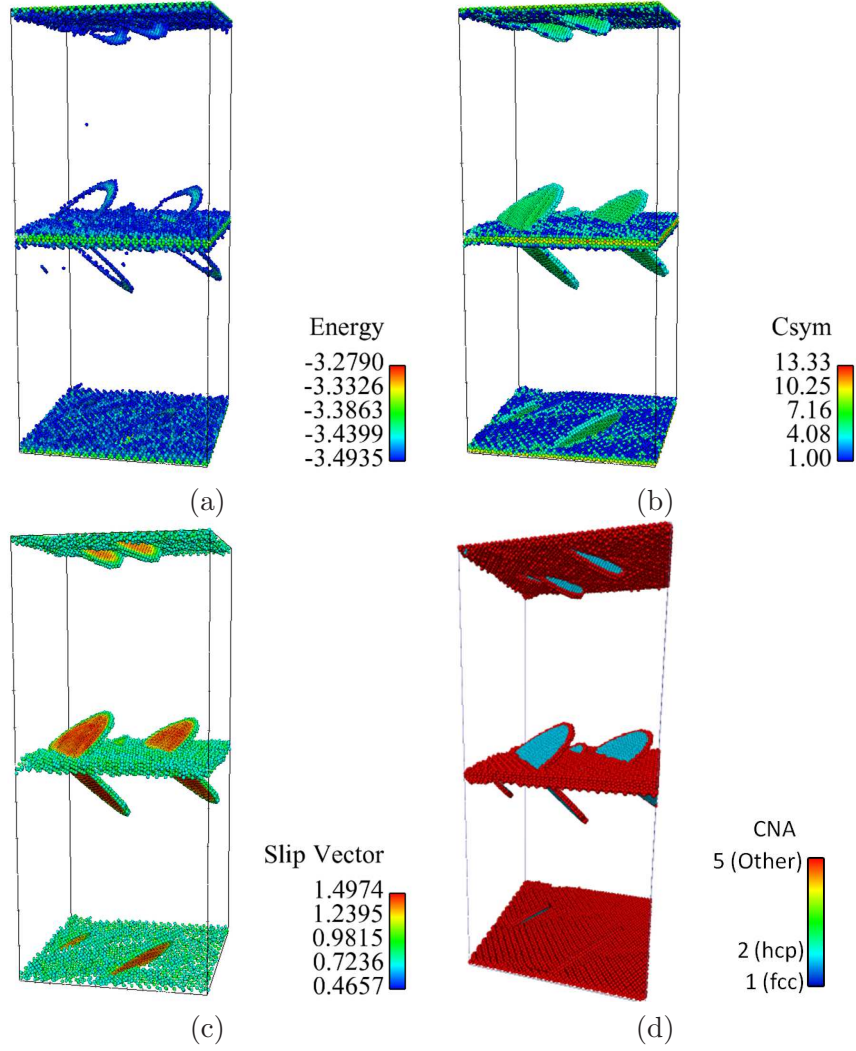 Energy
-3.2790
-3.3326
-3.3863
-3.4399
-3.4935
(a)
Csym
13.33
10.25
7.16
4.08
1.00
(b)
Slip Vector
1.4974
1.2395
0.9815
0.7236
0.4657
(c)
CNA
5 (Other)
2 (hcp)
1 (fcc)
(d)